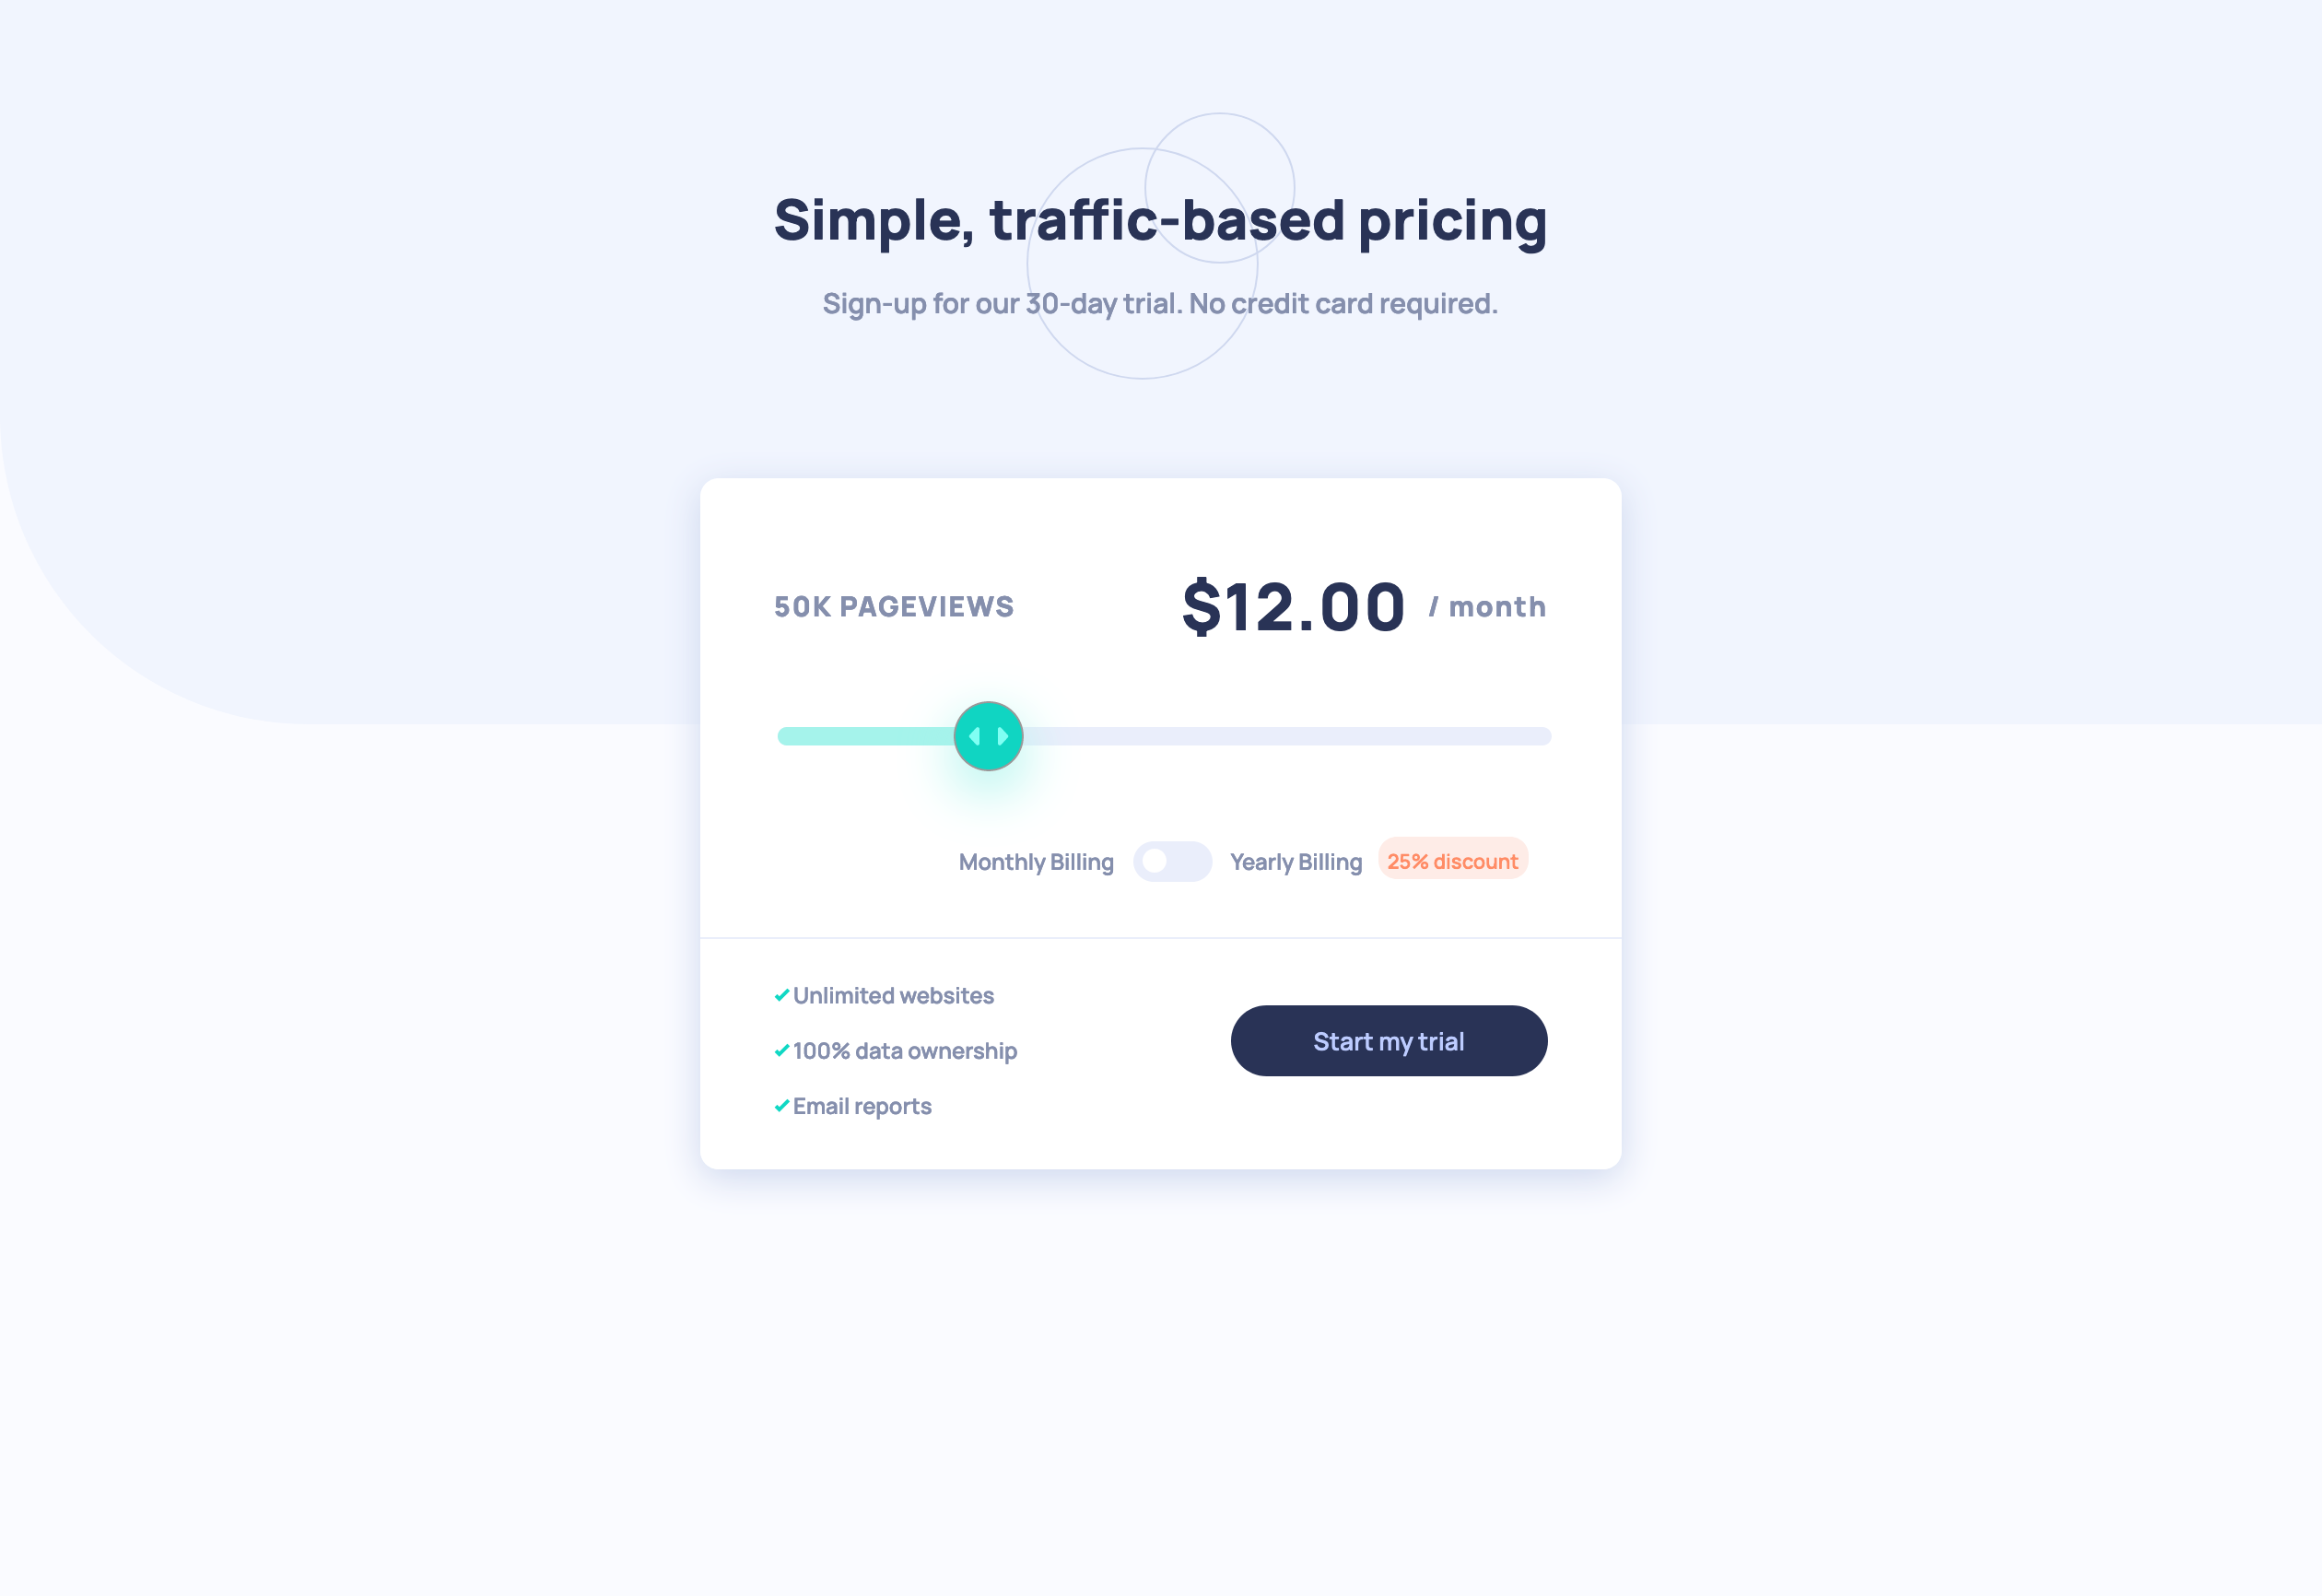 Simple, traffic-based pricing
Sign-up for our 30-day trial. No credit card required.
50K PAGEVIEWS
$12.00 / month
Monthly Billing
Yearly Billing
25% discount
Unlimited websites
100% data ownership
Email reports
Start my trial